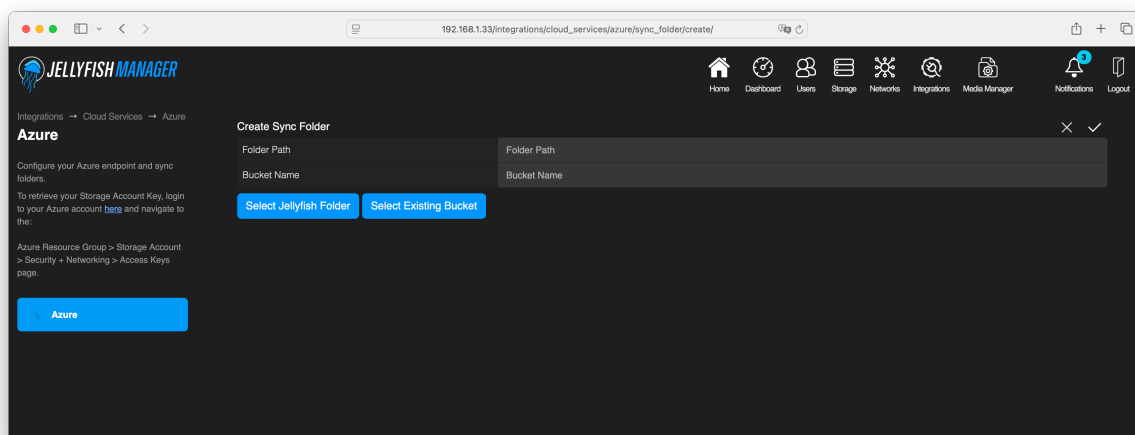 192.168.1.33/integrations/cloud_services/azure/sync_folder/create/
JELLYFISH MANAGER
Home
Dashboard
Users
Storage
Networks
Integrations
Media Manager
3
Notifications
Logout
Integrations → Cloud Services → Azure
Azure
Configure your Azure endpoint and sync
folders.
To retrieve your Storage Account Key, login
to your Azure account here and navigate to
the:
Azure Resource Group > Storage Account
> Security + Networking > Access Keys
page.
Azure
Create Sync Folder
Folder Path
Folder Path
Bucket Name
Bucket Name
Select Jellyfish Folder
Select Existing Bucket